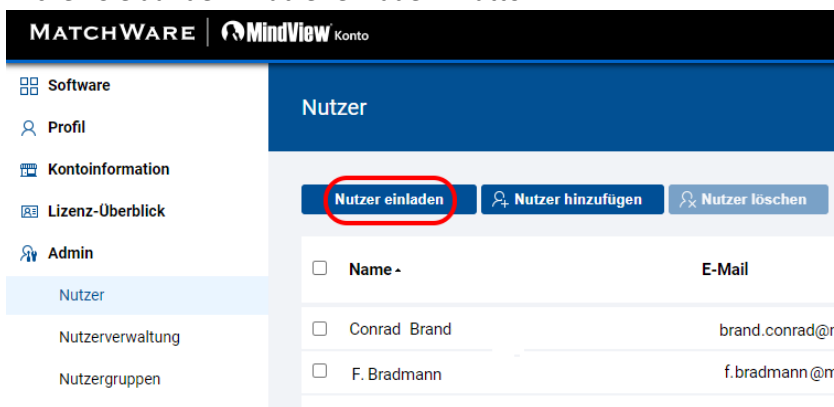 MATCHWARE | MindView Konto
Software
Profil
Kontoinformation
Lizenz-Überblick
Admin
Nutzer
Nutzerverwaltung
Nutzergruppen
Nutzer
Nutzer einladen Nutzer hinzufügen Nutzer löschen
Name E-Mail
Conrad Brand brand.conrad@
F. Bradmann f.bradmann@